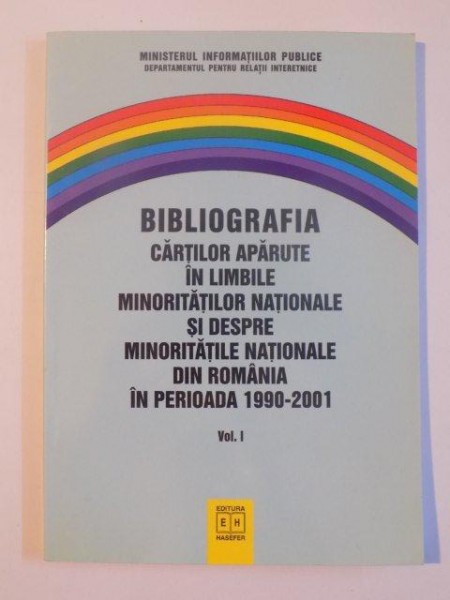 MINISTERUL INFORMAȚIILOR PUBLICE
DEPARTAMENTUL PENTRU RELAȚII INTERETNICE
BIBLIOGRAFIA
CĂRȚILOR APĂRUTE
ÎN LIMBILE
MINORITĂȚILOR NAȚIONALE
ȘI DESPRE
MINORITĂȚILE NAȚIONALE
DIN ROMÂNIA
ÎN PERIOADA 1990-2001
Vol. I
EDITURA
E H
HASEFER